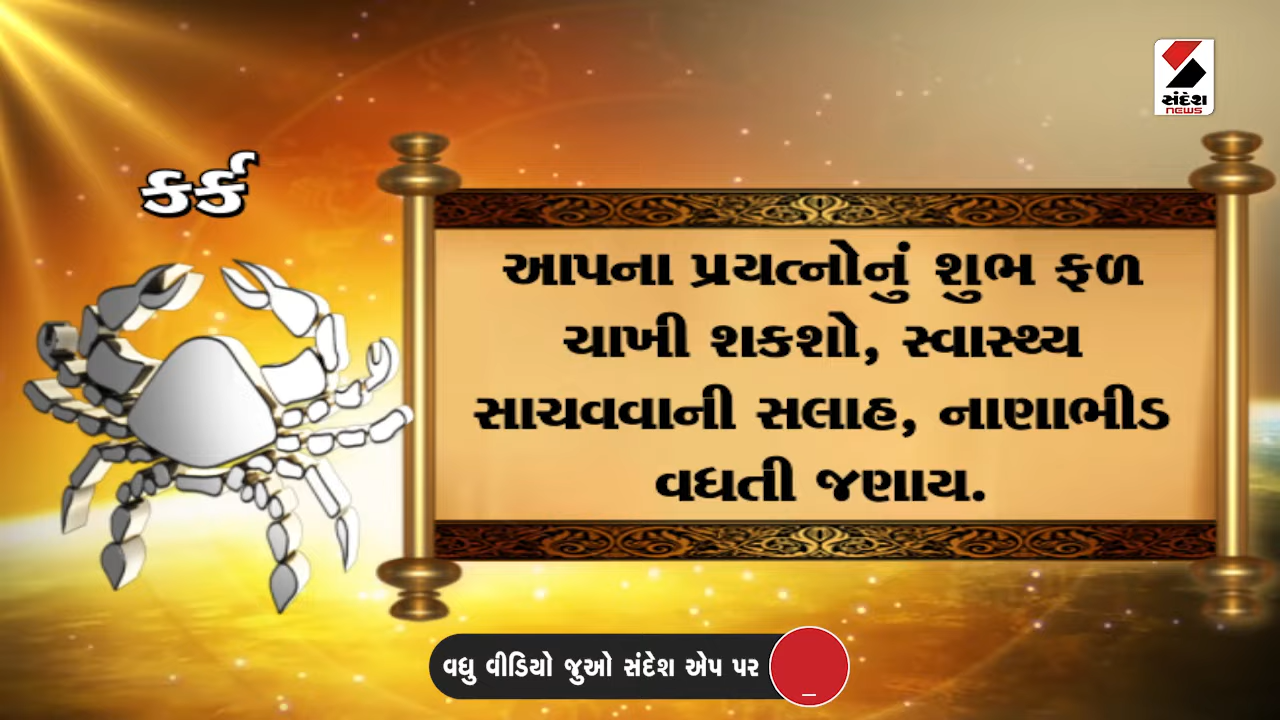 સંદેશ
NEWS
કર્ક
આપના પ્રયત્નોનું શુભ ફળ
ચાખી શકશો, સ્વાસ્થ્ય
સાચવવાની સલાહ, નાણાભીડ
વધતી જણાય.
વધુ વીડિયો જુઓ સંદેશ એપ પર